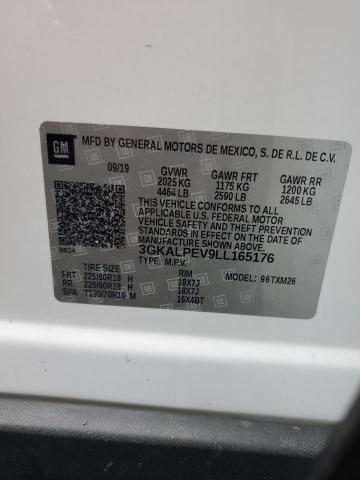 GM
MFD BY GENERAL MOTORS DE MEXICO, S. DE R.L. DE C.V.
09/19 GVWR GAWR FRT GAWR RR
2025 KG 1175 KG 1200 KG
4464 LB 2590 LB 2645 LB
THIS VEHICLE CONFORMS TO ALL
APPLICABLE U.S. FEDERAL MOTOR
VEHICLE SAFETY AND THEFT
PREVENTION STANDARDS IN
EFFECT ON THE DATE OF
MANUFACTURE SHOWN ABOVE.
3GKALPEV9LL165176
TYPE: M.P.V. MODEL: 96TXM26
TIRE SIZE RIM
FRT 225/60R18 H 18X7J
RR 225/60R18 H 18X7J
SPA T135/70R16 M 16X4BT